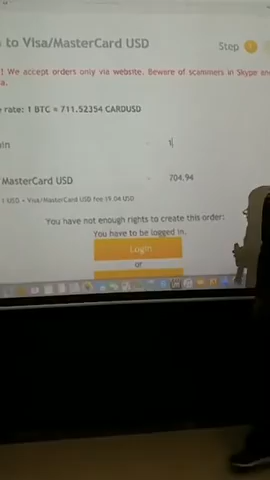 to Visa/MasterCard USD
Step 1
! We accept orders only via website. Beware of scammers in Skype an
a.
rate: 1 BTC = 711.52354 CARDUSD
in
1
MasterCard USD
704.94
1 USD + Visa/MasterCard USD fee 19.04 USD
You have not enough rights to create this order:
You have to be logged in.
Login
or